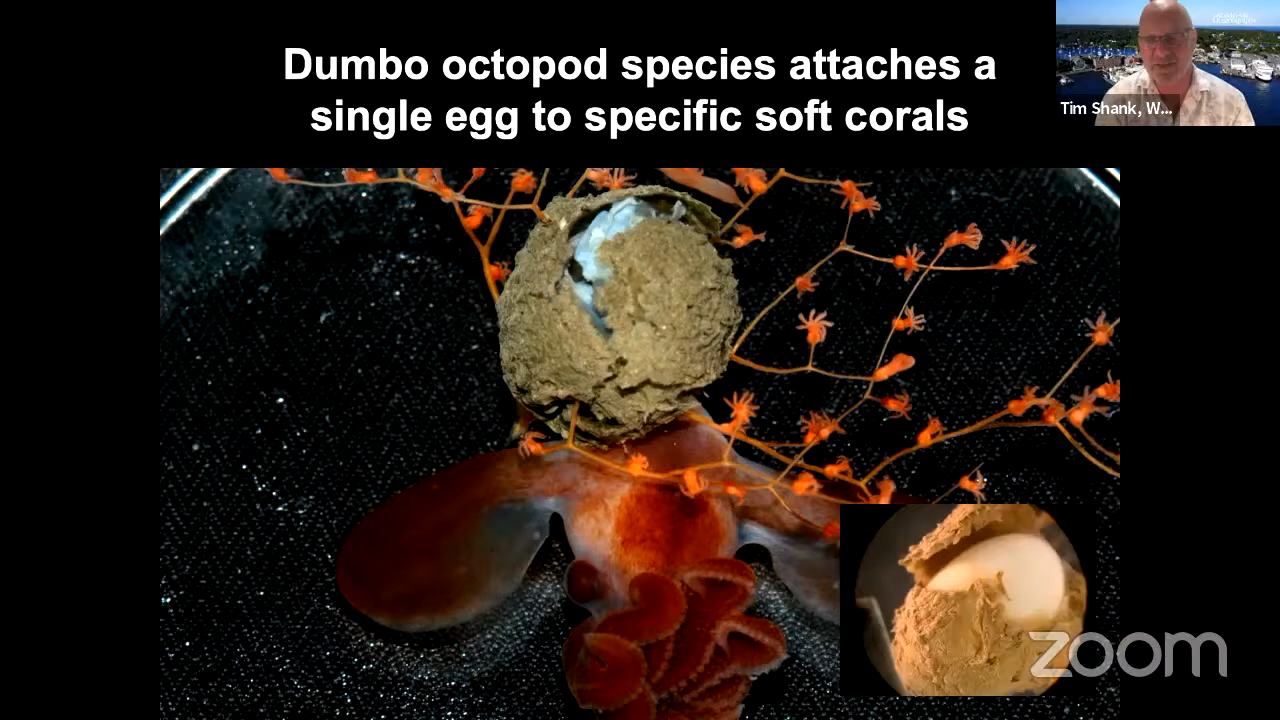 Dumbo octopod species attaches a
single egg to specific soft corals
Tim Shank, W...
zoom